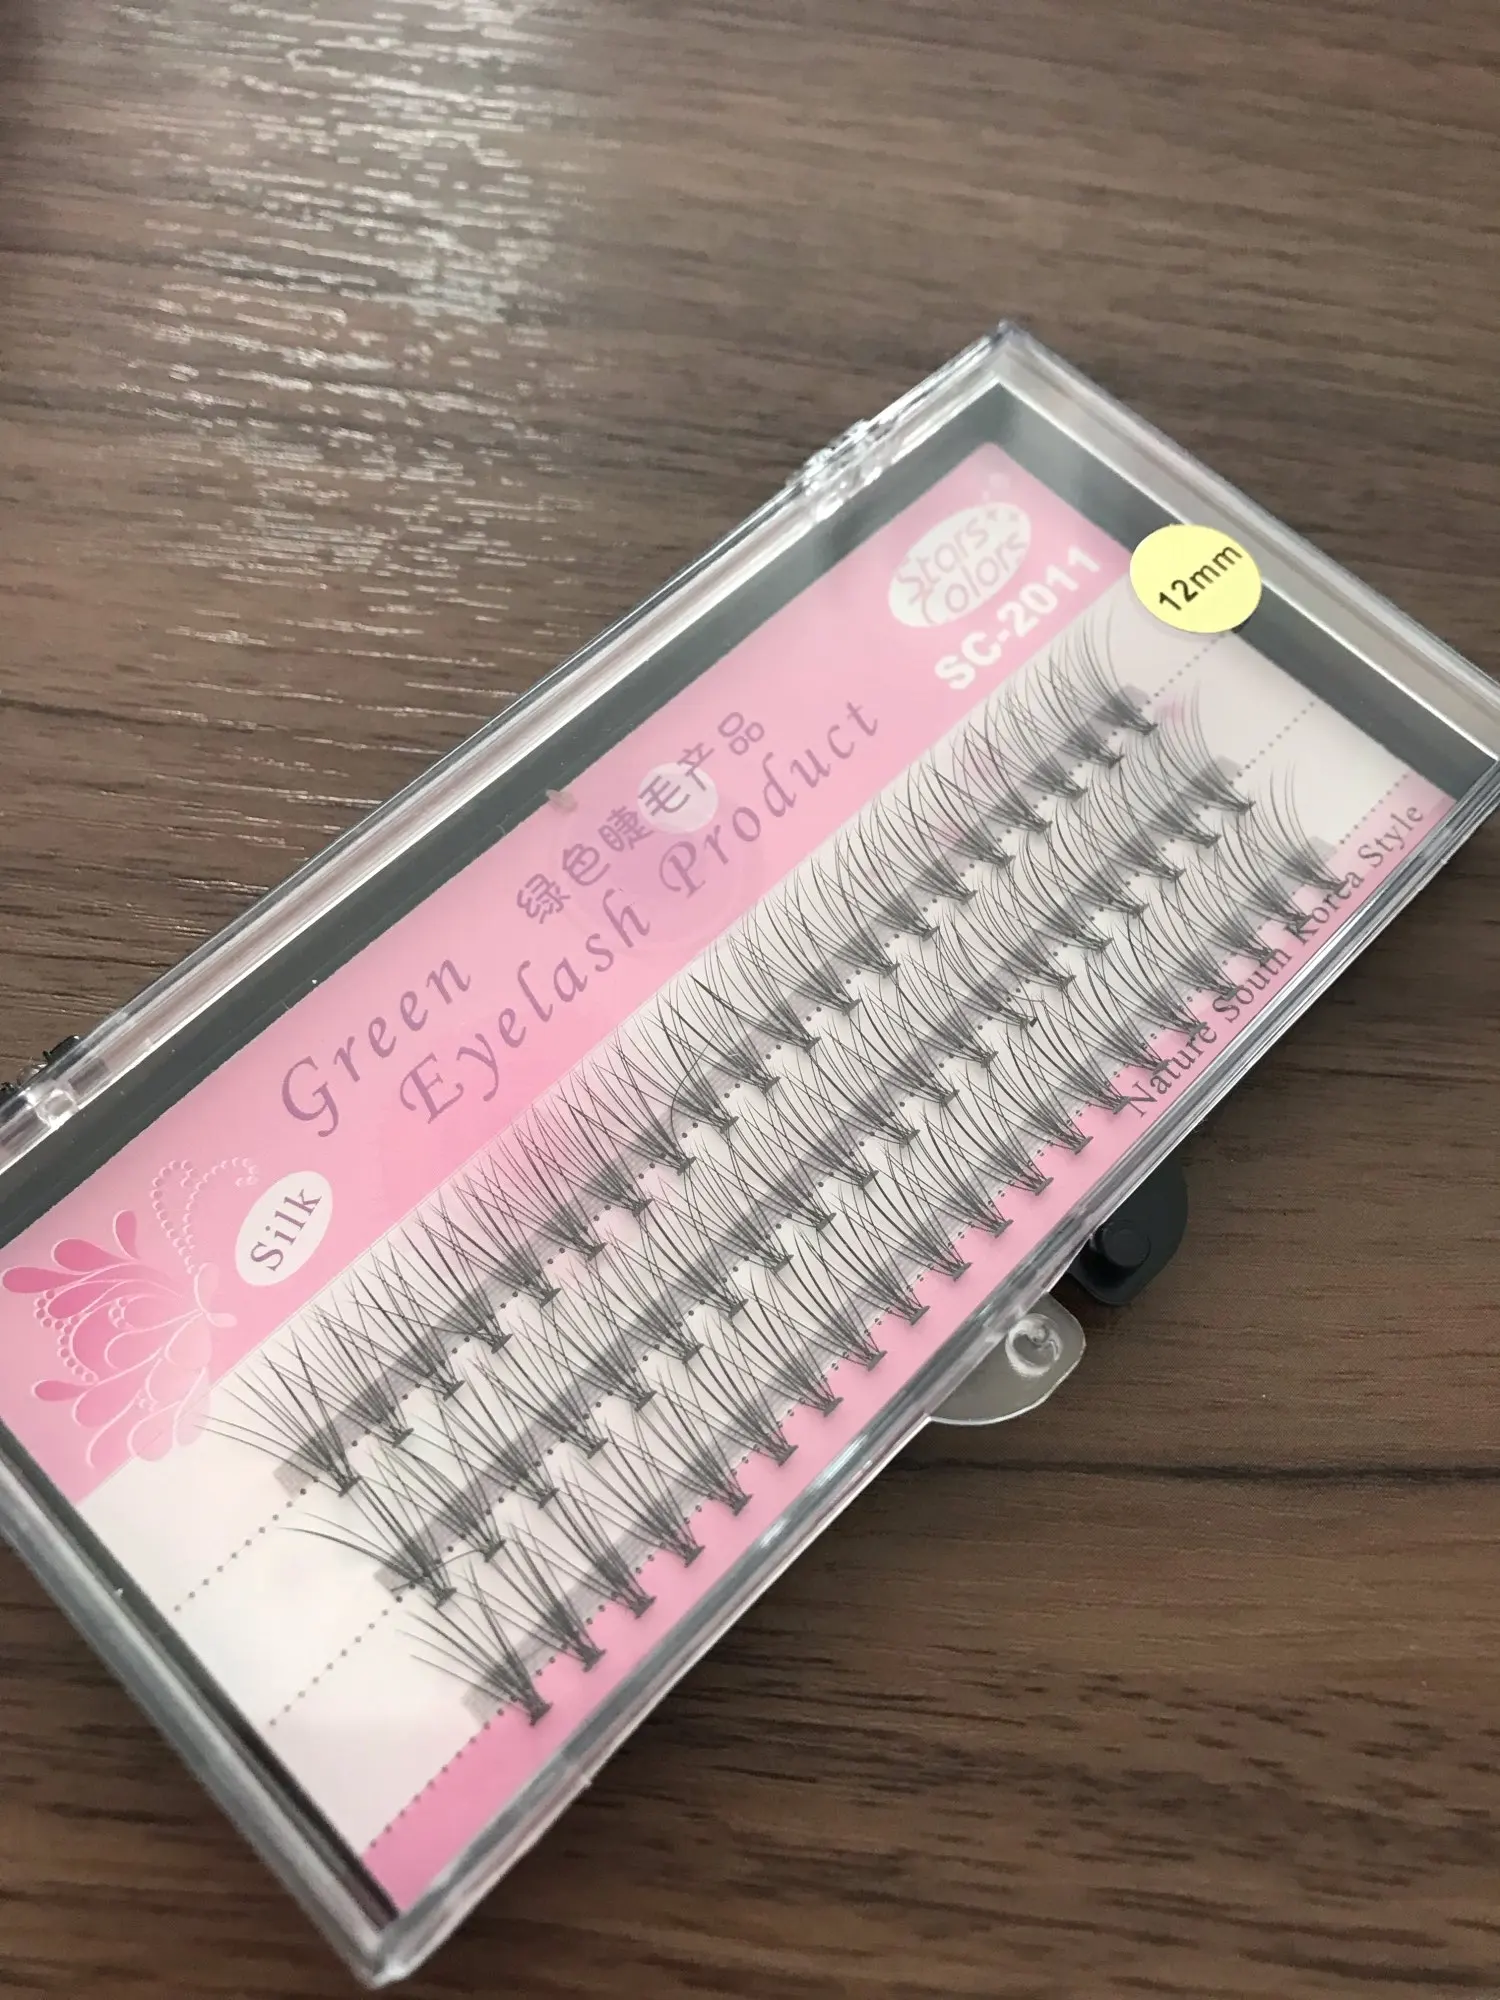 Stars
Colors
SC-2011
12mm
绿色睫毛产品
Green
Eyelash Product
Silk
Nature South Korea Style